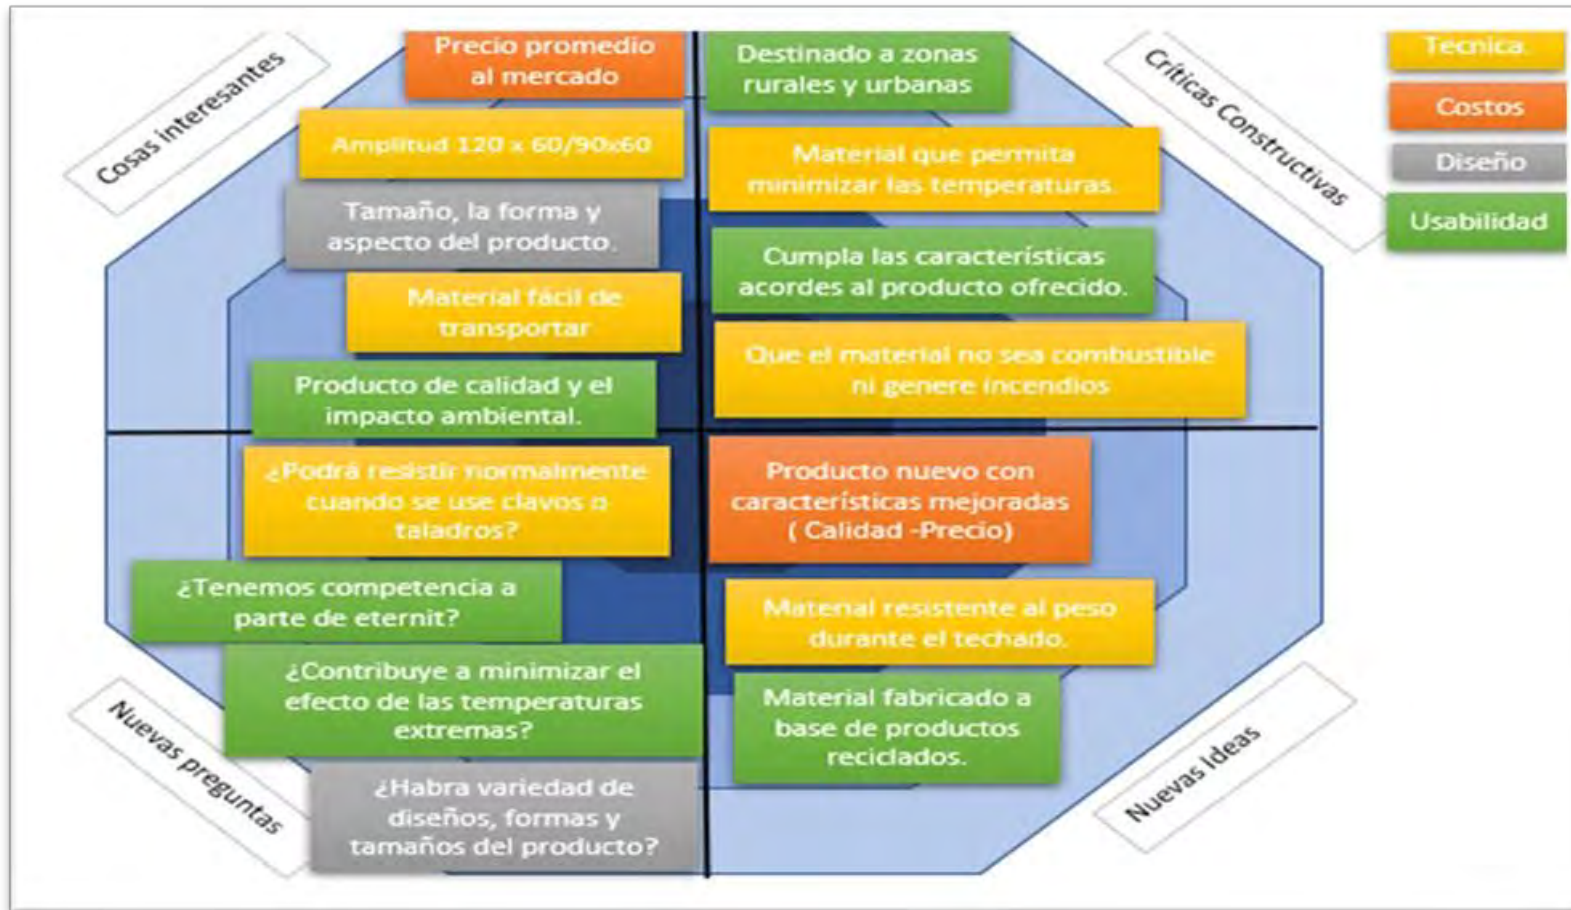 Cosas interesantes
Precio promedio
al mercado
Amplitud 120 x 60/90x60
Tamaño, la forma y
aspecto del producto.
Material fácil de
transportar
Producto de calidad y el
impacto ambiental.
Críticas Constructivas
Destinado a zonas
rurales y urbanas
Material que permita
minimizar las temperaturas.
Cumpla las características
acordes al producto ofrecido.
Que el material no sea combustible
ni genere incendios
Tecnica.
Costos
Diseño
Usabilidad
Nuevas preguntas
¿Podrá resistir normalmente
cuando se use clavos o
taladros?
¿Tenemos competencia a
parte de eternit?
¿Contribuye a minimizar el
efecto de las temperaturas
extremas?
¿Habra variedad de
diseños, formas y
tamaños del producto?
Nuevas Ideas
Producto nuevo con
características mejoradas
( Calidad -Precio)
Material resistente al peso
durante el techado.
Material fabricado a
base de productos
reciclados.